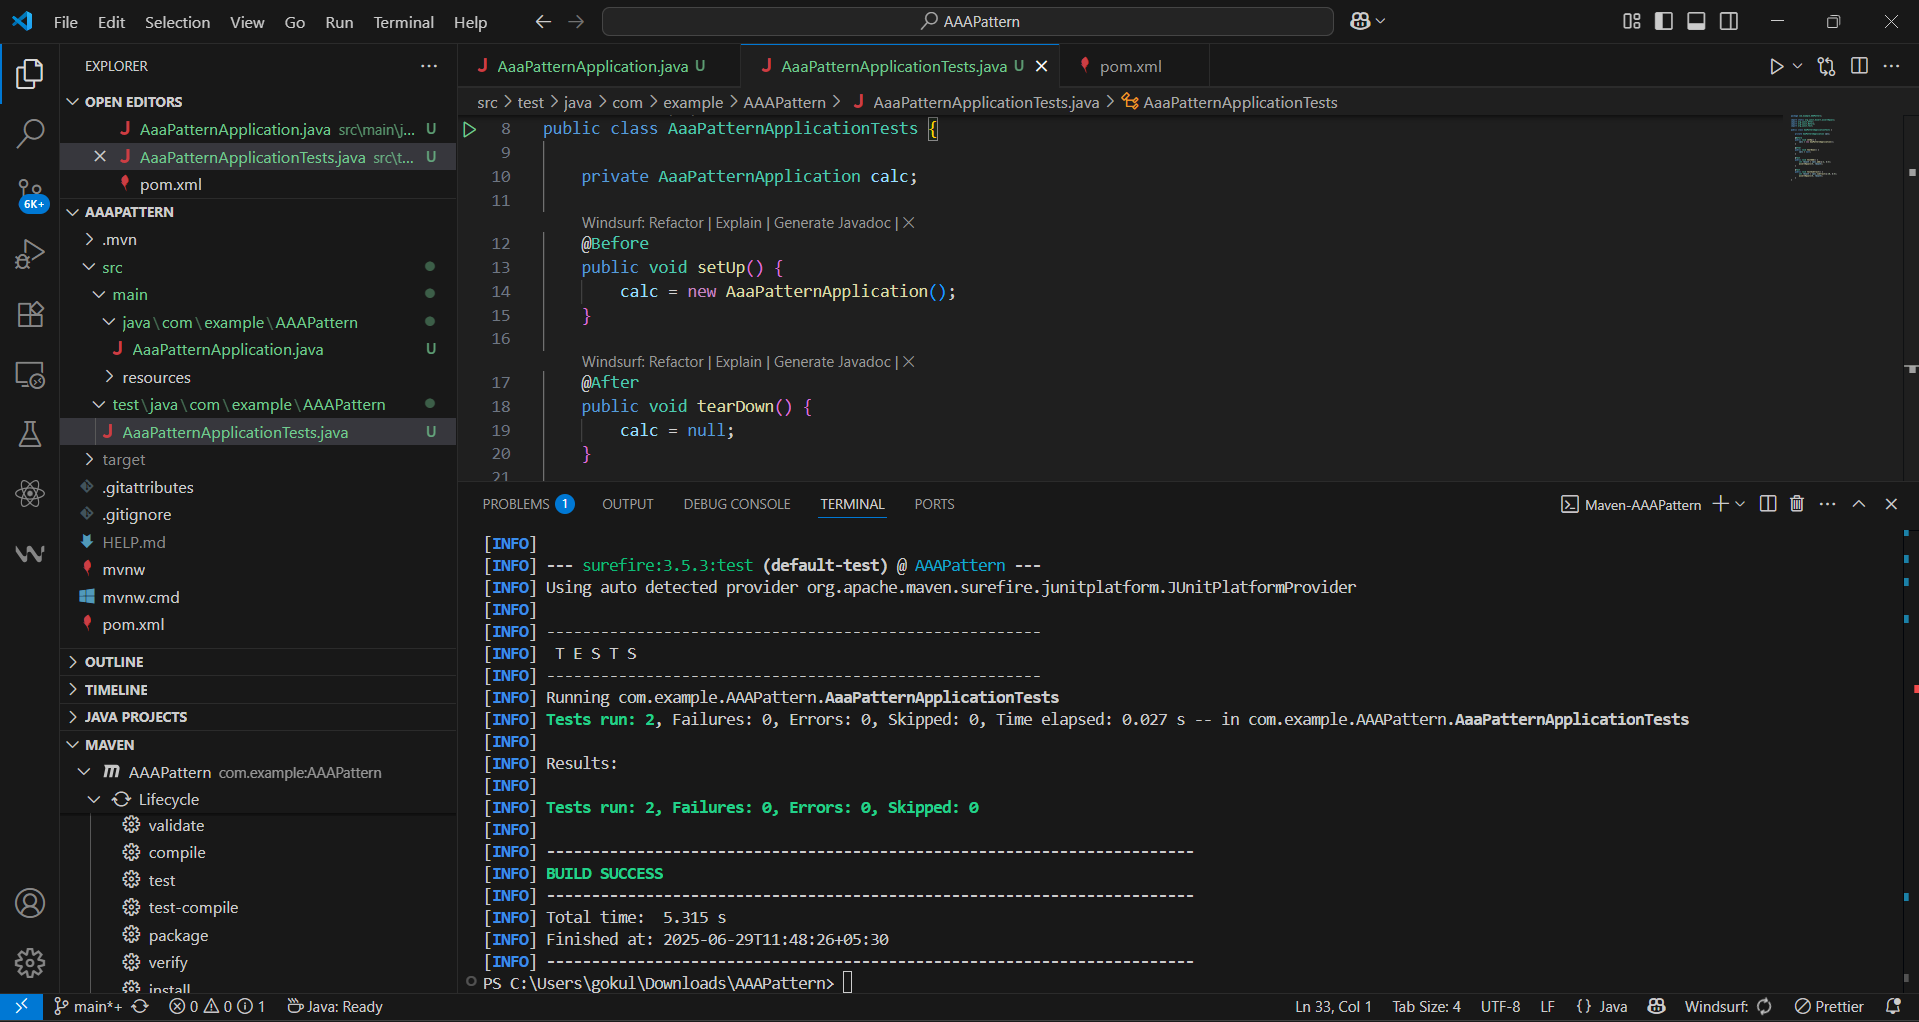 File Edit Selection View Go Run Terminal Help
AAAPattern
EXPLORER
OPEN EDITORS
AaaPatternApplication.java src\main\j... U
AaaPatternApplicationTests.java src\t... U
pom.xml
6K+
AAAPATTERN
.mvn
src
main
java\com\example\AAAPattern
AaaPatternApplication.java U
resources
test\java\com\example\AAAPattern
AaaPatternApplicationTests.java U
target
.gitattributes
.gitignore
HELP.md
mvnw
mvnw.cmd
pom.xml
OUTLINE
TIMELINE
JAVA PROJECTS
MAVEN
AAAPattern com.example:AAAPattern
Lifecycle
validate
compile
test
test-compile
package
verify
install
AaaPatternApplication.java U
AaaPatternApplicationTests.java U
pom.xml
src > test > java > com > example > AAAPattern > AaaPatternApplicationTests.java > AaaPatternApplicationTests
8 public class AaaPatternApplicationTests {
9
10 private AaaPatternApplication calc;
11
Windsurf: Refactor | Explain | Generate Javadoc | X
12 @Before
13 public void setUp() {
14 calc = new AaaPatternApplication();
15 }
16
Windsurf: Refactor | Explain | Generate Javadoc | X
17 @After
18 public void tearDown() {
19 calc = null;
20 }
21
PROBLEMS 1 OUTPUT DEBUG CONSOLE TERMINAL PORTS
Maven-AAAPattern
[INFO]
[INFO] --- surefire:3.5.3:test (default-test) @ AAAPattern ---
[INFO] Using auto detected provider org.apache.maven.surefire.junitplatform.JUnitPlatformProvider
[INFO]
[INFO] -------------------------------------------------------
[INFO]  T E S T S
[INFO] -------------------------------------------------------
[INFO] Running com.example.AAAPattern.AaaPatternApplicationTests
[INFO] Tests run: 2, Failures: 0, Errors: 0, Skipped: 0, Time elapsed: 0.027 s -- in com.example.AAAPattern.AaaPatternApplicationTests
[INFO]
[INFO] Results:
[INFO]
[INFO] Tests run: 2, Failures: 0, Errors: 0, Skipped: 0
[INFO]
[INFO] ------------------------------------------------------------------------
[INFO] BUILD SUCCESS
[INFO] ------------------------------------------------------------------------
[INFO] Total time:  5.315 s
[INFO] Finished at: 2025-06-29T11:48:26+05:30
[INFO] ------------------------------------------------------------------------
PS C:\Users\gokul\Downloads\AAAPattern>
main*+ 0 0 1 Java: Ready
Ln 33, Col 1 Tab Size: 4 UTF-8 LF {} Java Windsurf: Prettier